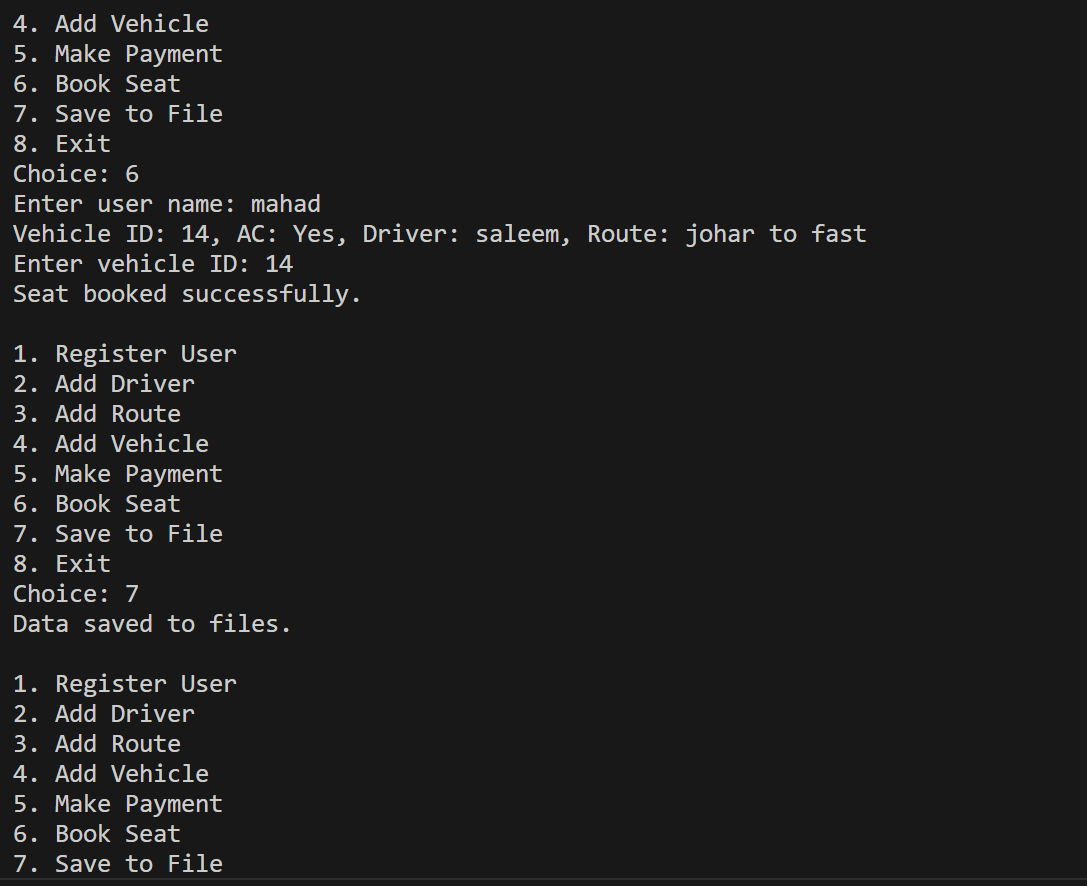 4. Add Vehicle
5. Make Payment
6. Book Seat
7. Save to File
8. Exit
Choice: 6
Enter user name: mahad
Vehicle ID: 14, AC: Yes, Driver: saleem, Route: johar to fast
Enter vehicle ID: 14
Seat booked successfully.

1. Register User
2. Add Driver
3. Add Route
4. Add Vehicle
5. Make Payment
6. Book Seat
7. Save to File
8. Exit
Choice: 7
Data saved to files.

1. Register User
2. Add Driver
3. Add Route
4. Add Vehicle
5. Make Payment
6. Book Seat
7. Save to File